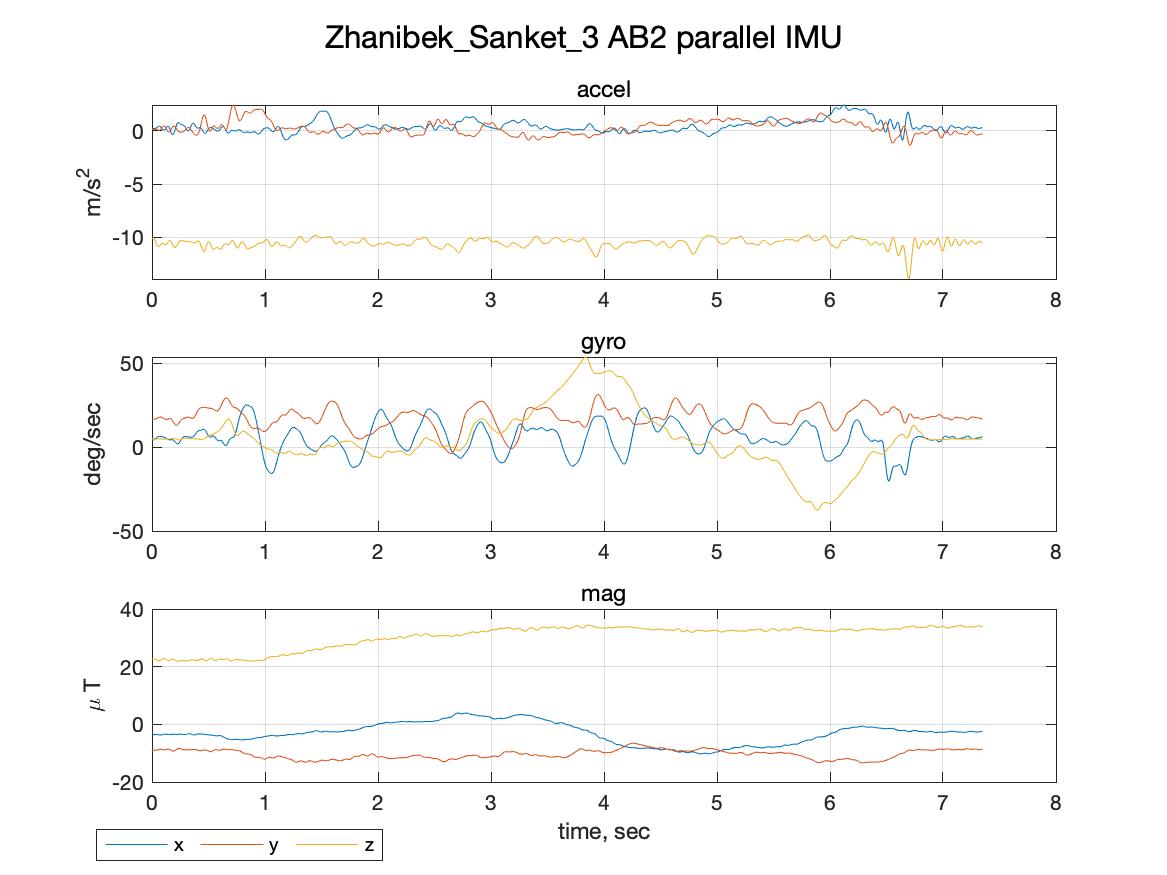 Zhanibek_Sanket_3 AB2 parallel IMU
accel
m/s²
0
-5
-10
0 1 2 3 4 5 6 7 8
gyro
deg/sec
50
0
-50
0 1 2 3 4 5 6 7 8
mag
μ T
40
20
0
-20
0 1 2 3 4 5 6 7 8
time, sec
x y z